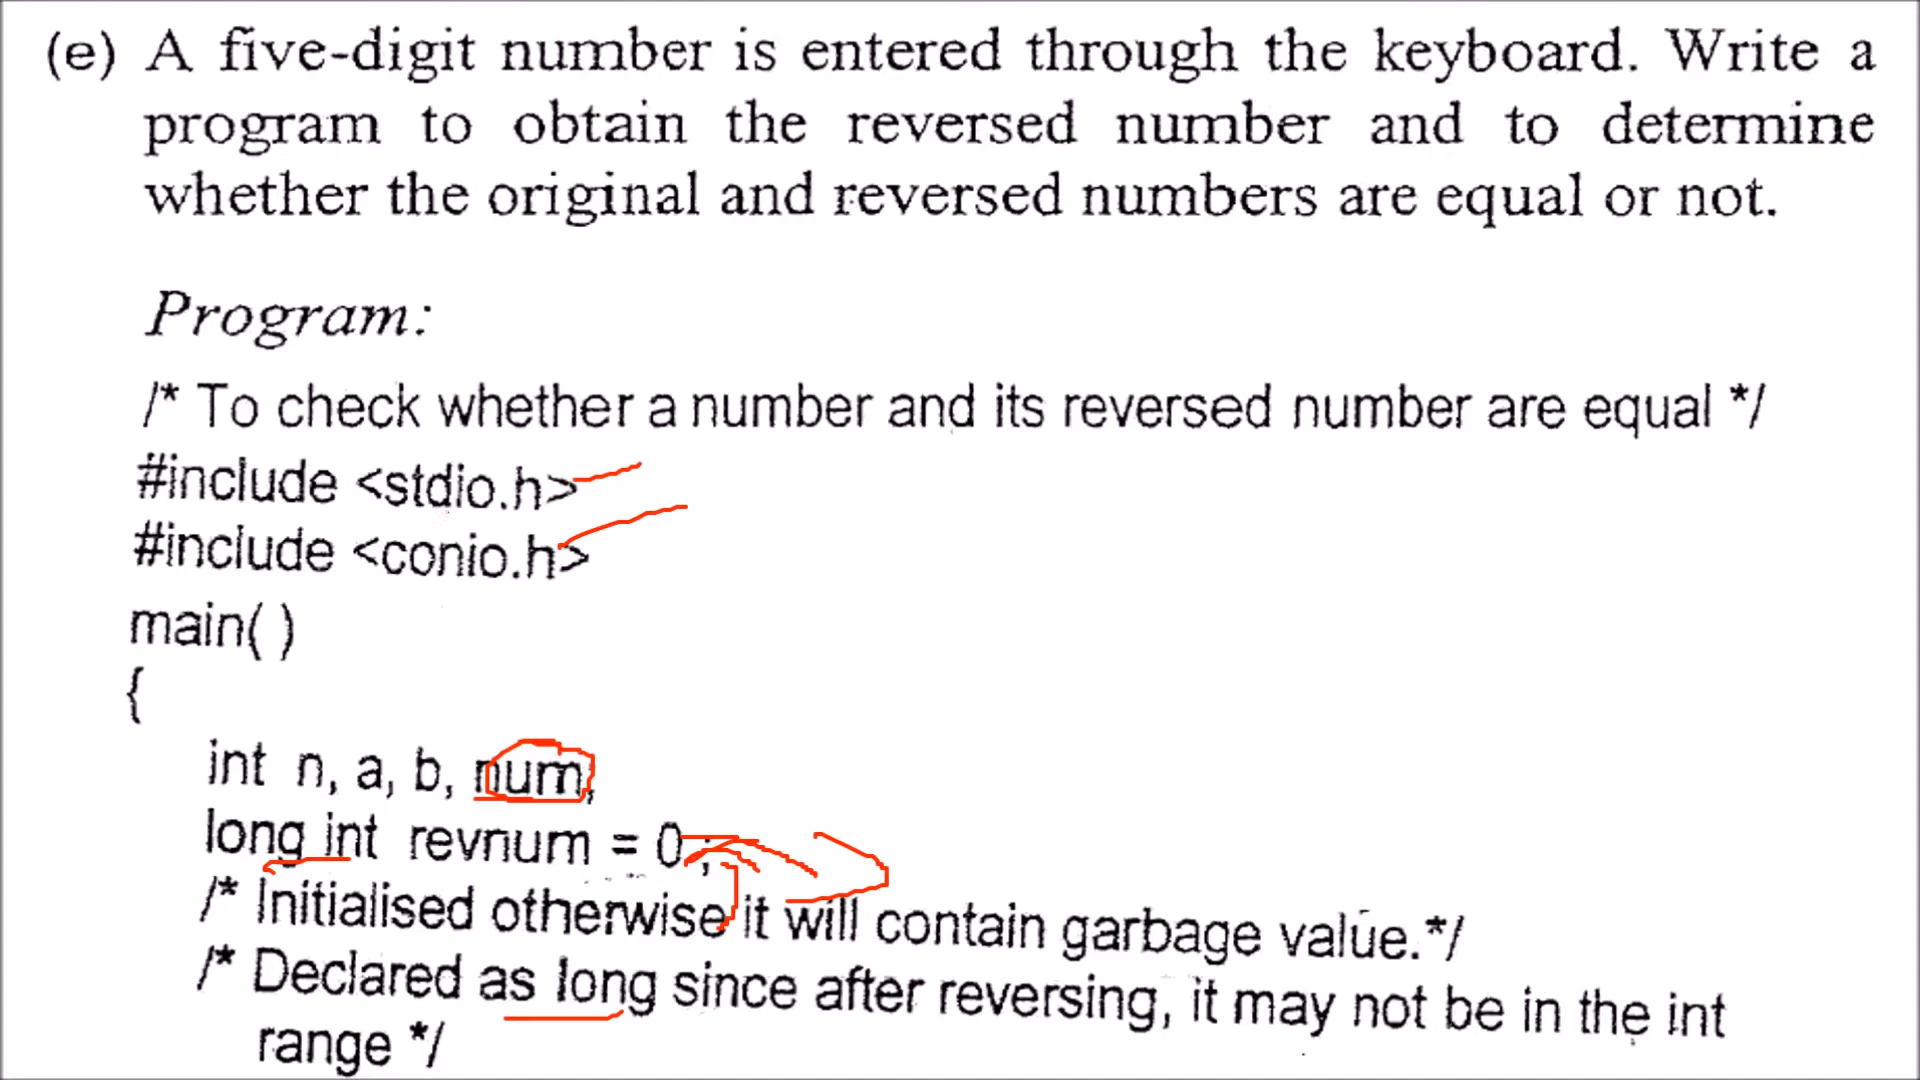 (e) A five-digit number is entered through the keyboard. Write a
program to obtain the reversed number and to determine
whether the original and reversed numbers are equal or not.
Program:
/* To check whether a number and its reversed number are equal */
#include <stdio.h>
#include <conio.h>
main( )
{
int n, a, b, num;
long int revnum = 0 ;
/* Initialised otherwise it will contain garbage value.*/
/* Declared as long since after reversing, it may not be in the int
range */